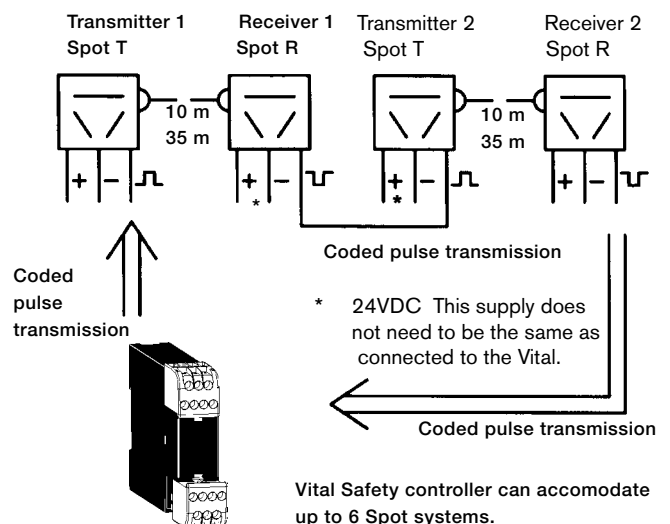 Transmitter 1 Receiver 1 Transmitter 2 Receiver 2
Spot T Spot R Spot T Spot R
10 m 10 m
35 m 35 m
+ − + − + − + −
* *
Coded pulse transmission
Coded
pulse
transmission
* 24VDC This supply does
not need to be the same as
connected to the Vital.
Coded pulse transmission
Vital Safety controller can accomodate
up to 6 Spot systems.